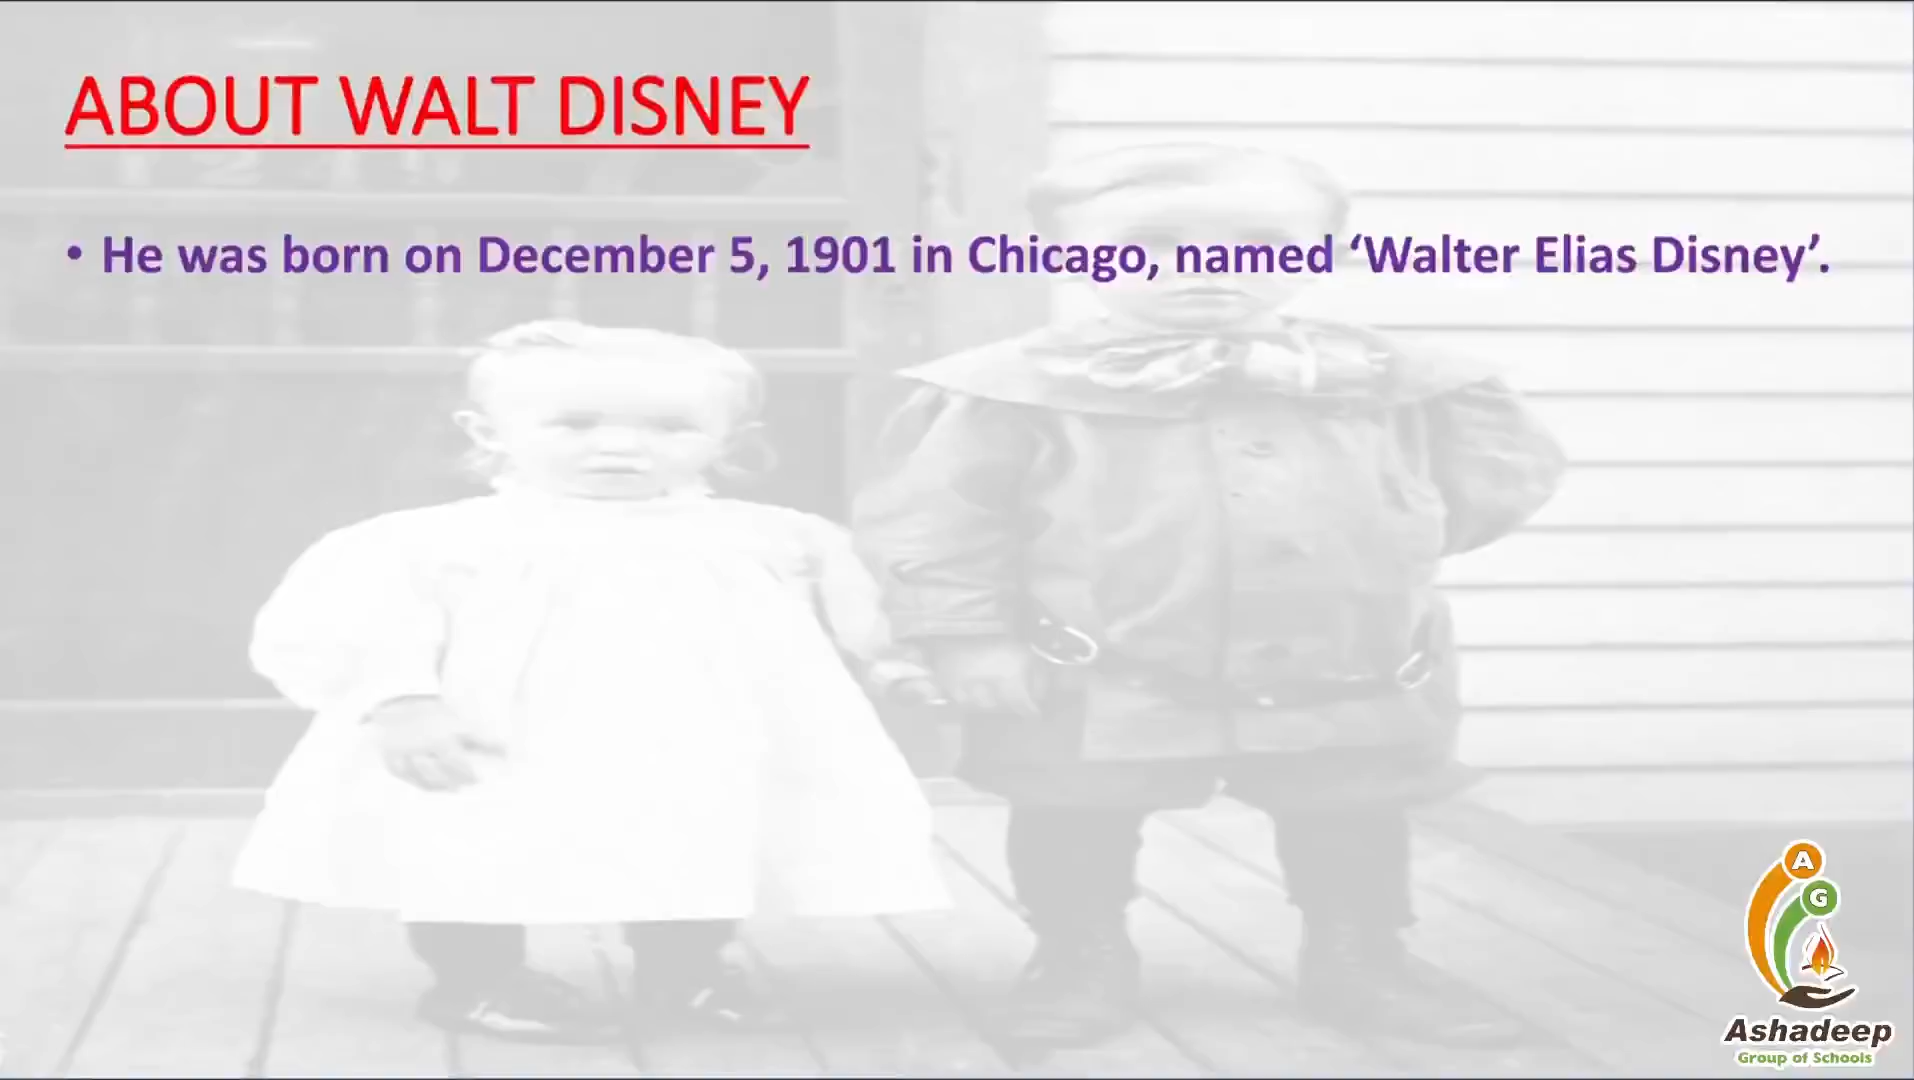 ABOUT WALT DISNEY
• He was born on December 5, 1901 in Chicago, named ‘Walter Elias Disney’.
A
G
Ashadeep
Group of Schools